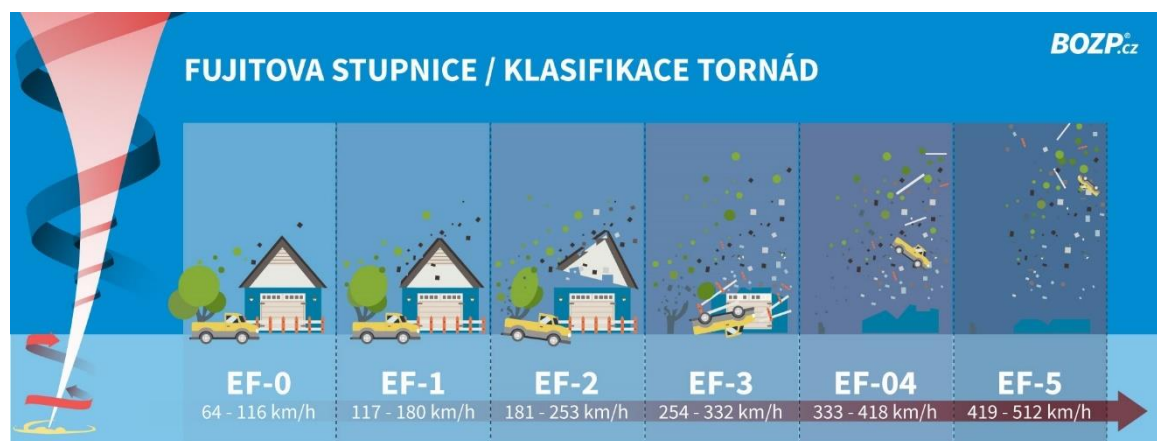 BOZP®.cz
FUJITOVA STUPNICE / KLASIFIKACE TORNÁD
EF-0
64 - 116 km/h
EF-1
117 - 180 km/h
EF-2
181 - 253 km/h
EF-3
254 - 332 km/h
EF-04
333 - 418 km/h
EF-5
419 - 512 km/h